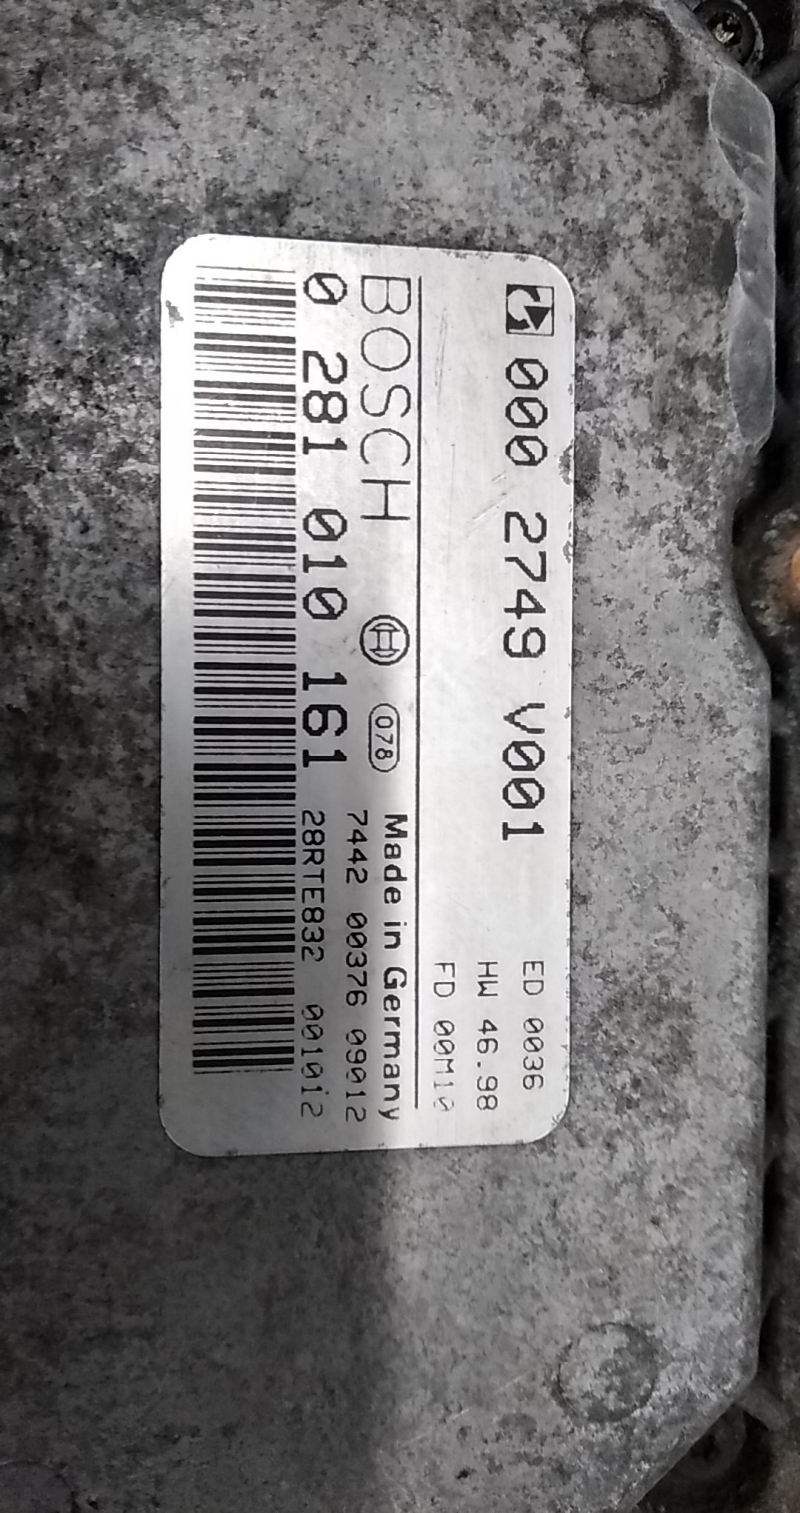 000 2749 V001
ED 0036
HW 46.98
FD 00M10
BOSCH
078
Made in Germany
7442 00376 09012
0 281 010 161
28RTE832 001012